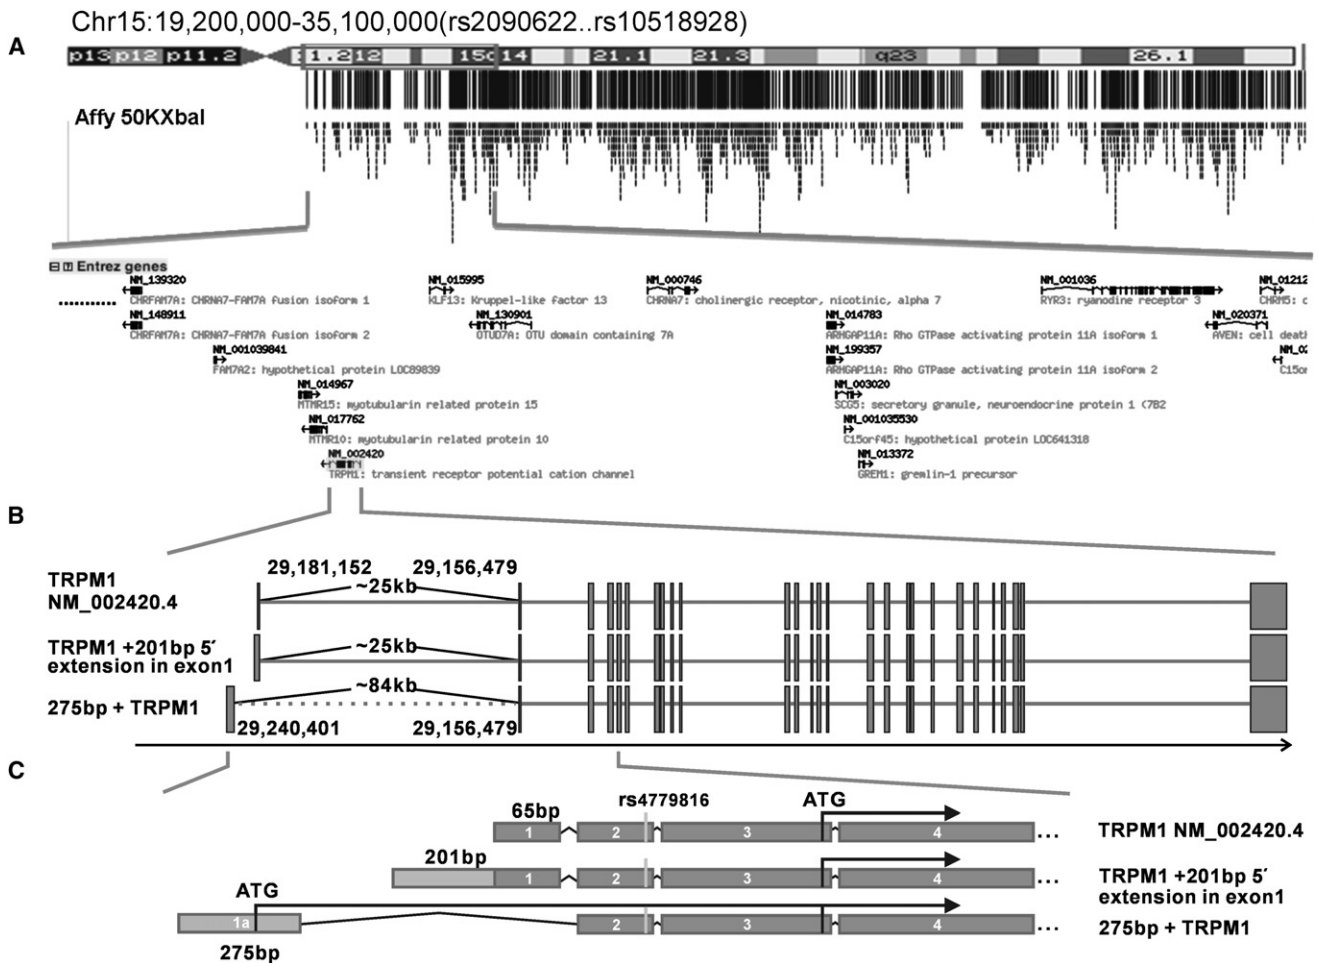 Chr15:19,200,000-35,100,000(rs2090622..rs10518928)
A
p13 p12 p11.2 1.2 12 15q14 21.1 21.3 q23 26.1
Affy 50KXbal
Entrez genes
NM_139320 NM_015995 NM_000746 NM_001036 NM_01212
CHRFAM7A: CHRNA7-FAM7A fusion isoform 1 KLF13: Kruppel-like factor 13 CHRNA7: cholinergic receptor, nicotinic, alpha 7 RYR3: ryanodine receptor 3 CHRM5: c
NM_148911 NM_130901 NM_014783 NM_020371
CHRFAM7A: CHRNA7-FAM7A fusion isoform 2 OTUD7A: OTU domain containing 7A ARHGAP11A: Rho GTPase activating protein 11A isoform 1 AVEN: cell death
NM_001039841 NM_199357 NM_02
FAM7A2: hypothetical protein LOC89839 ARHGAP11A: Rho GTPase activating protein 11A isoform 2 C15or
NM_014967 NM_003020
MTMR15: myotubularin related protein 15 SCG5: secretory granule, neuroendocrine protein 1 (7B2
NM_017762 NM_001035530
MTMR10: myotubularin related protein 10 C15orf45: hypothetical protein LOC641318
NM_002420 NM_013372
TRPM1: transient receptor potential cation channel GREM1: gremlin-1 precursor
B
29,181,152 29,156,479
TRPM1
NM_002420.4
~25kb
TRPM1 +201bp 5′
extension in exon1
~25kb
275bp + TRPM1
~84kb
29,240,401 29,156,479
C
65bp rs4779816 ATG
1 2 3 4 ... TRPM1 NM_002420.4
201bp
1 2 3 4 ... TRPM1 +201bp 5′
extension in exon1
ATG
1a 2 3 4 ... 275bp + TRPM1
275bp